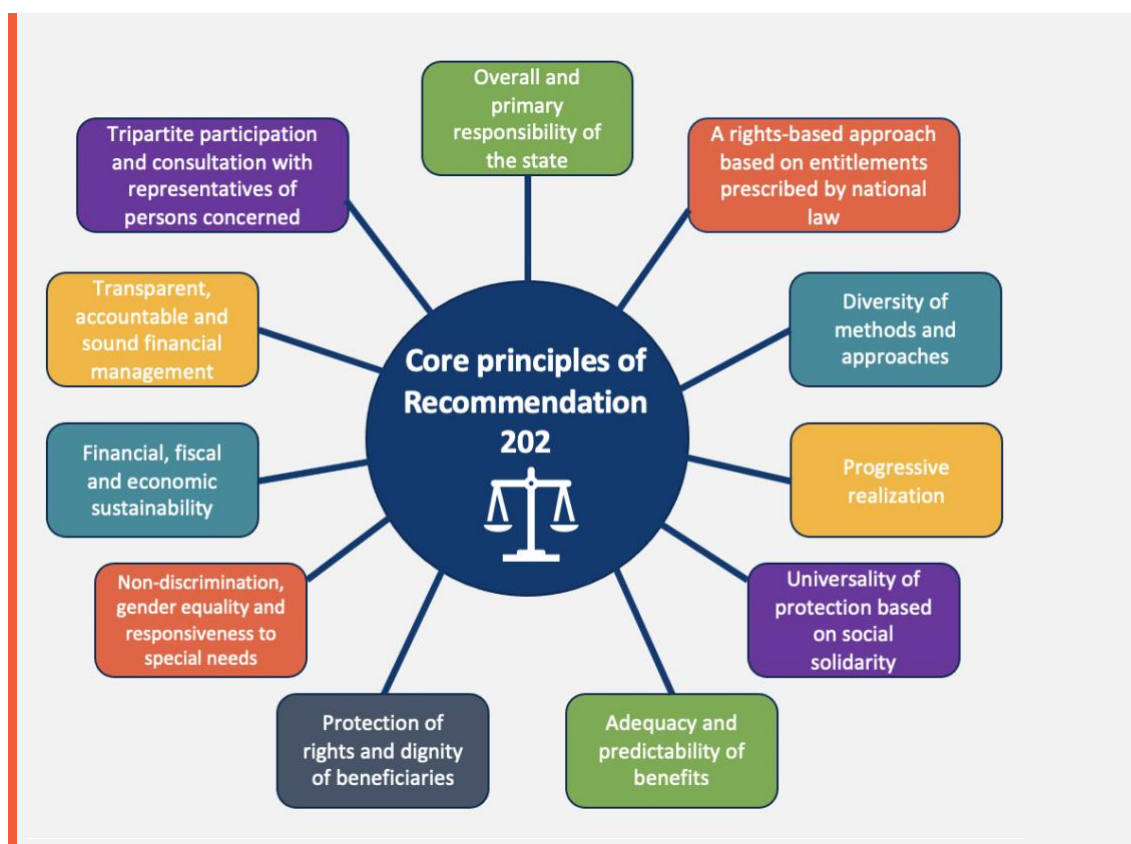 Overall and
primary
responsibility of
the state
Tripartite participation
and consultation with
representatives of
persons concerned
A rights-based approach
based on entitlements
prescribed by national
law
Transparent,
accountable and
sound financial
management
Diversity of
methods and
approaches
Core principles of
Recommendation
202
Financial, fiscal
and economic
sustainability
Progressive
realization
Non-discrimination,
gender equality and
responsiveness to
special needs
Universality of
protection based
on social
solidarity
Protection of
rights and dignity
of beneficiaries
Adequacy and
predictability of
benefits